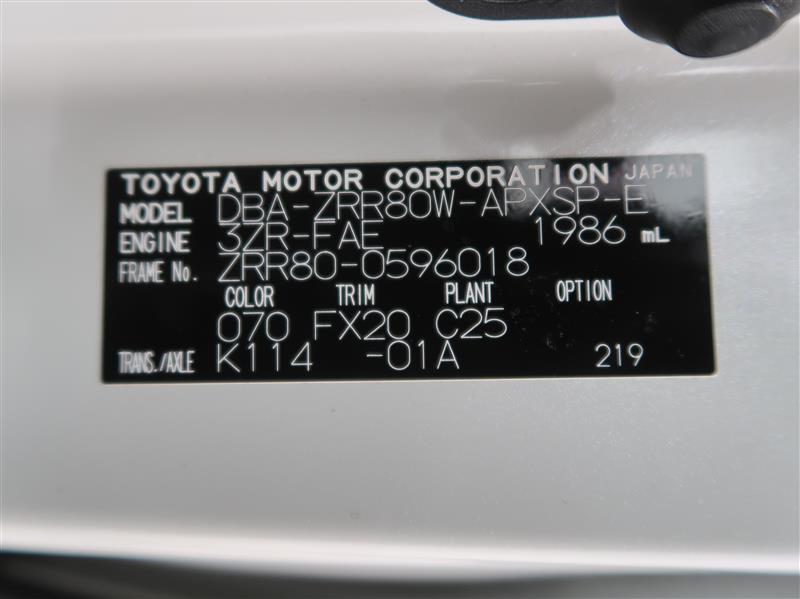 TOYOTA MOTOR CORPORATION JAPAN
MODEL DBA-ZRR80W-APXSP-E
ENGINE 3ZR-FAE 1986 mL
FRAME No. ZRR80-0596018
COLOR TRIM PLANT OPTION
070 FX20 C25
TRANS./AXLE K114 -01A 219